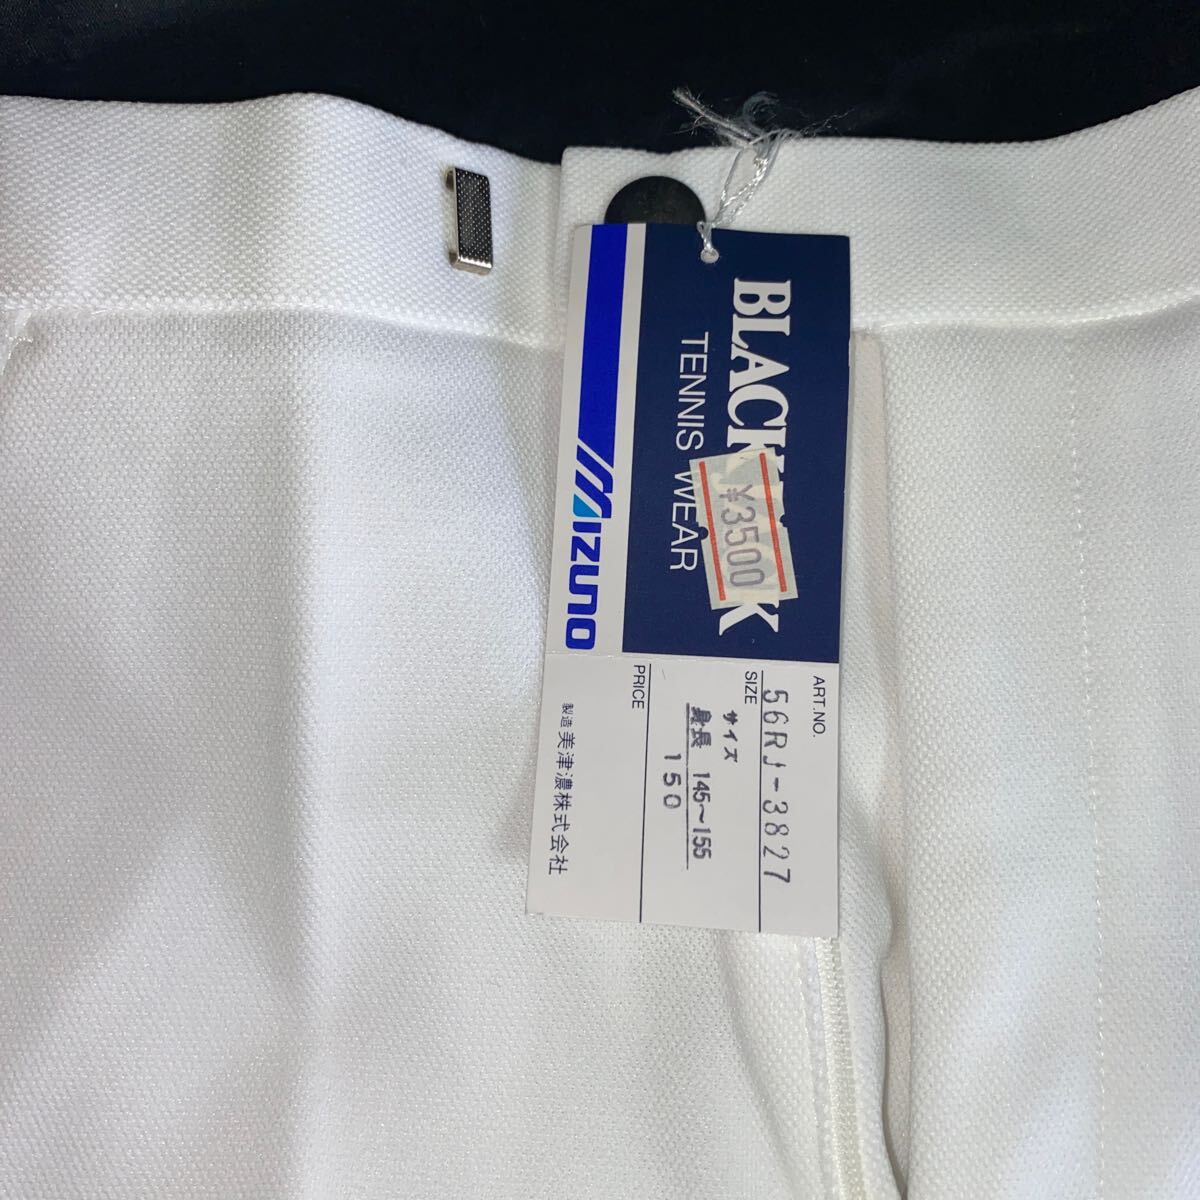 BLACK
TENNIS WEAR
¥3500
MIZUNO
ART.NO.
56RJ-3827
SIZE
サイズ
身長 145~155
150
PRICE
製造 美津濃株式会社